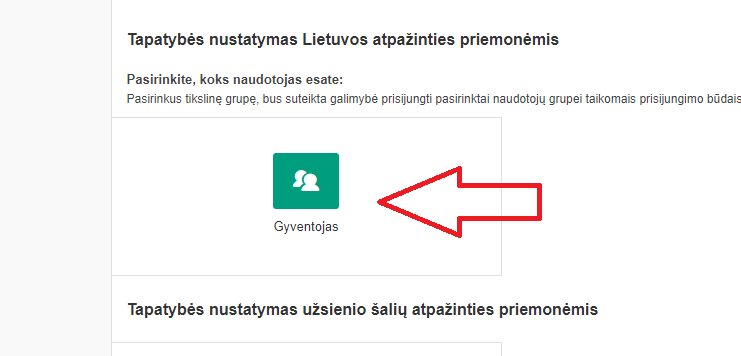 Tapatybės nustatymas Lietuvos atpažinties priemonėmis
Pasirinkite, koks naudotojas esate:
Pasirinkus tikslinę grupę, bus suteikta galimybė prisijungti pasirinktai naudotojų grupei taikomais prisijungimo būdais
Gyventojas
Tapatybės nustatymas užsienio šalių atpažinties priemonėmis